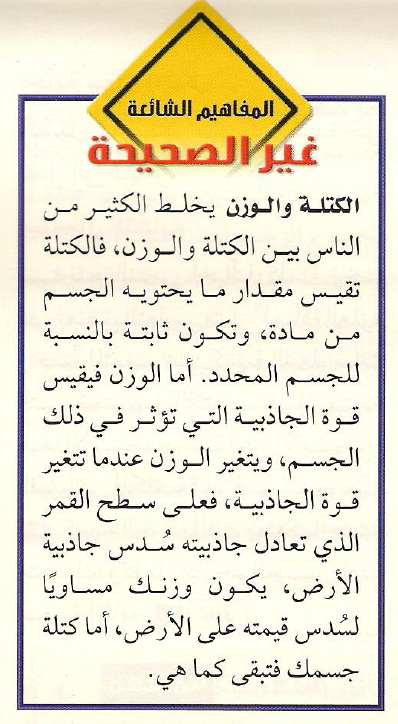 المفاهيم الشائعة
غير الصحيحة
الكتلة والوزن يخلط الكثير من
الناس بين الكتلة والوزن، فالكتلة
تقيس مقدار ما يحتويه الجسم
من مادة، وتكون ثابتة بالنسبة
للجسم المحدد. أما الوزن فيقيس
قوة الجاذبية التي تؤثر في ذلك
الجسم، ويتغير الوزن عندما تتغير
قوة الجاذبية، فعلى سطح القمر
الذي تعادل جاذبيته سُدس جاذبية
الأرض، يكون وزنك مساويًا
لسُدس قيمته على الأرض، أما كتلة
جسمك فتبقى كما هي.